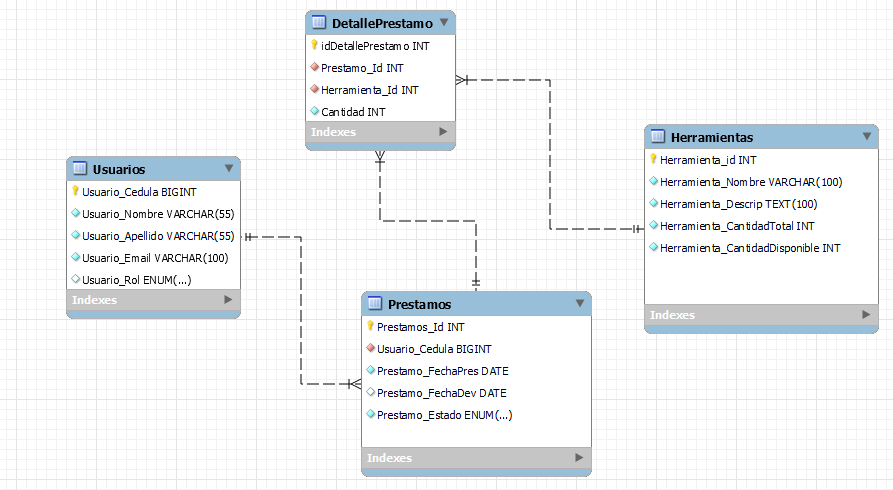 DetallePrestamo
idDetallePrestamo INT
Prestamo_Id INT
Herramienta_Id INT
Cantidad INT
Indexes
Usuarios
Usuario_Cedula BIGINT
Usuario_Nombre VARCHAR(55)
Usuario_Apellido VARCHAR(55)
Usuario_Email VARCHAR(100)
Usuario_Rol ENUM(...)
Indexes
Herramientas
Herramienta_id INT
Herramienta_Nombre VARCHAR(100)
Herramienta_Descrip TEXT(100)
Herramienta_CantidadTotal INT
Herramienta_CantidadDisponible INT
Indexes
Prestamos
Prestamos_Id INT
Usuario_Cedula BIGINT
Prestamo_FechaPres DATE
Prestamo_FechaDev DATE
Prestamo_Estado ENUM(...)
Indexes